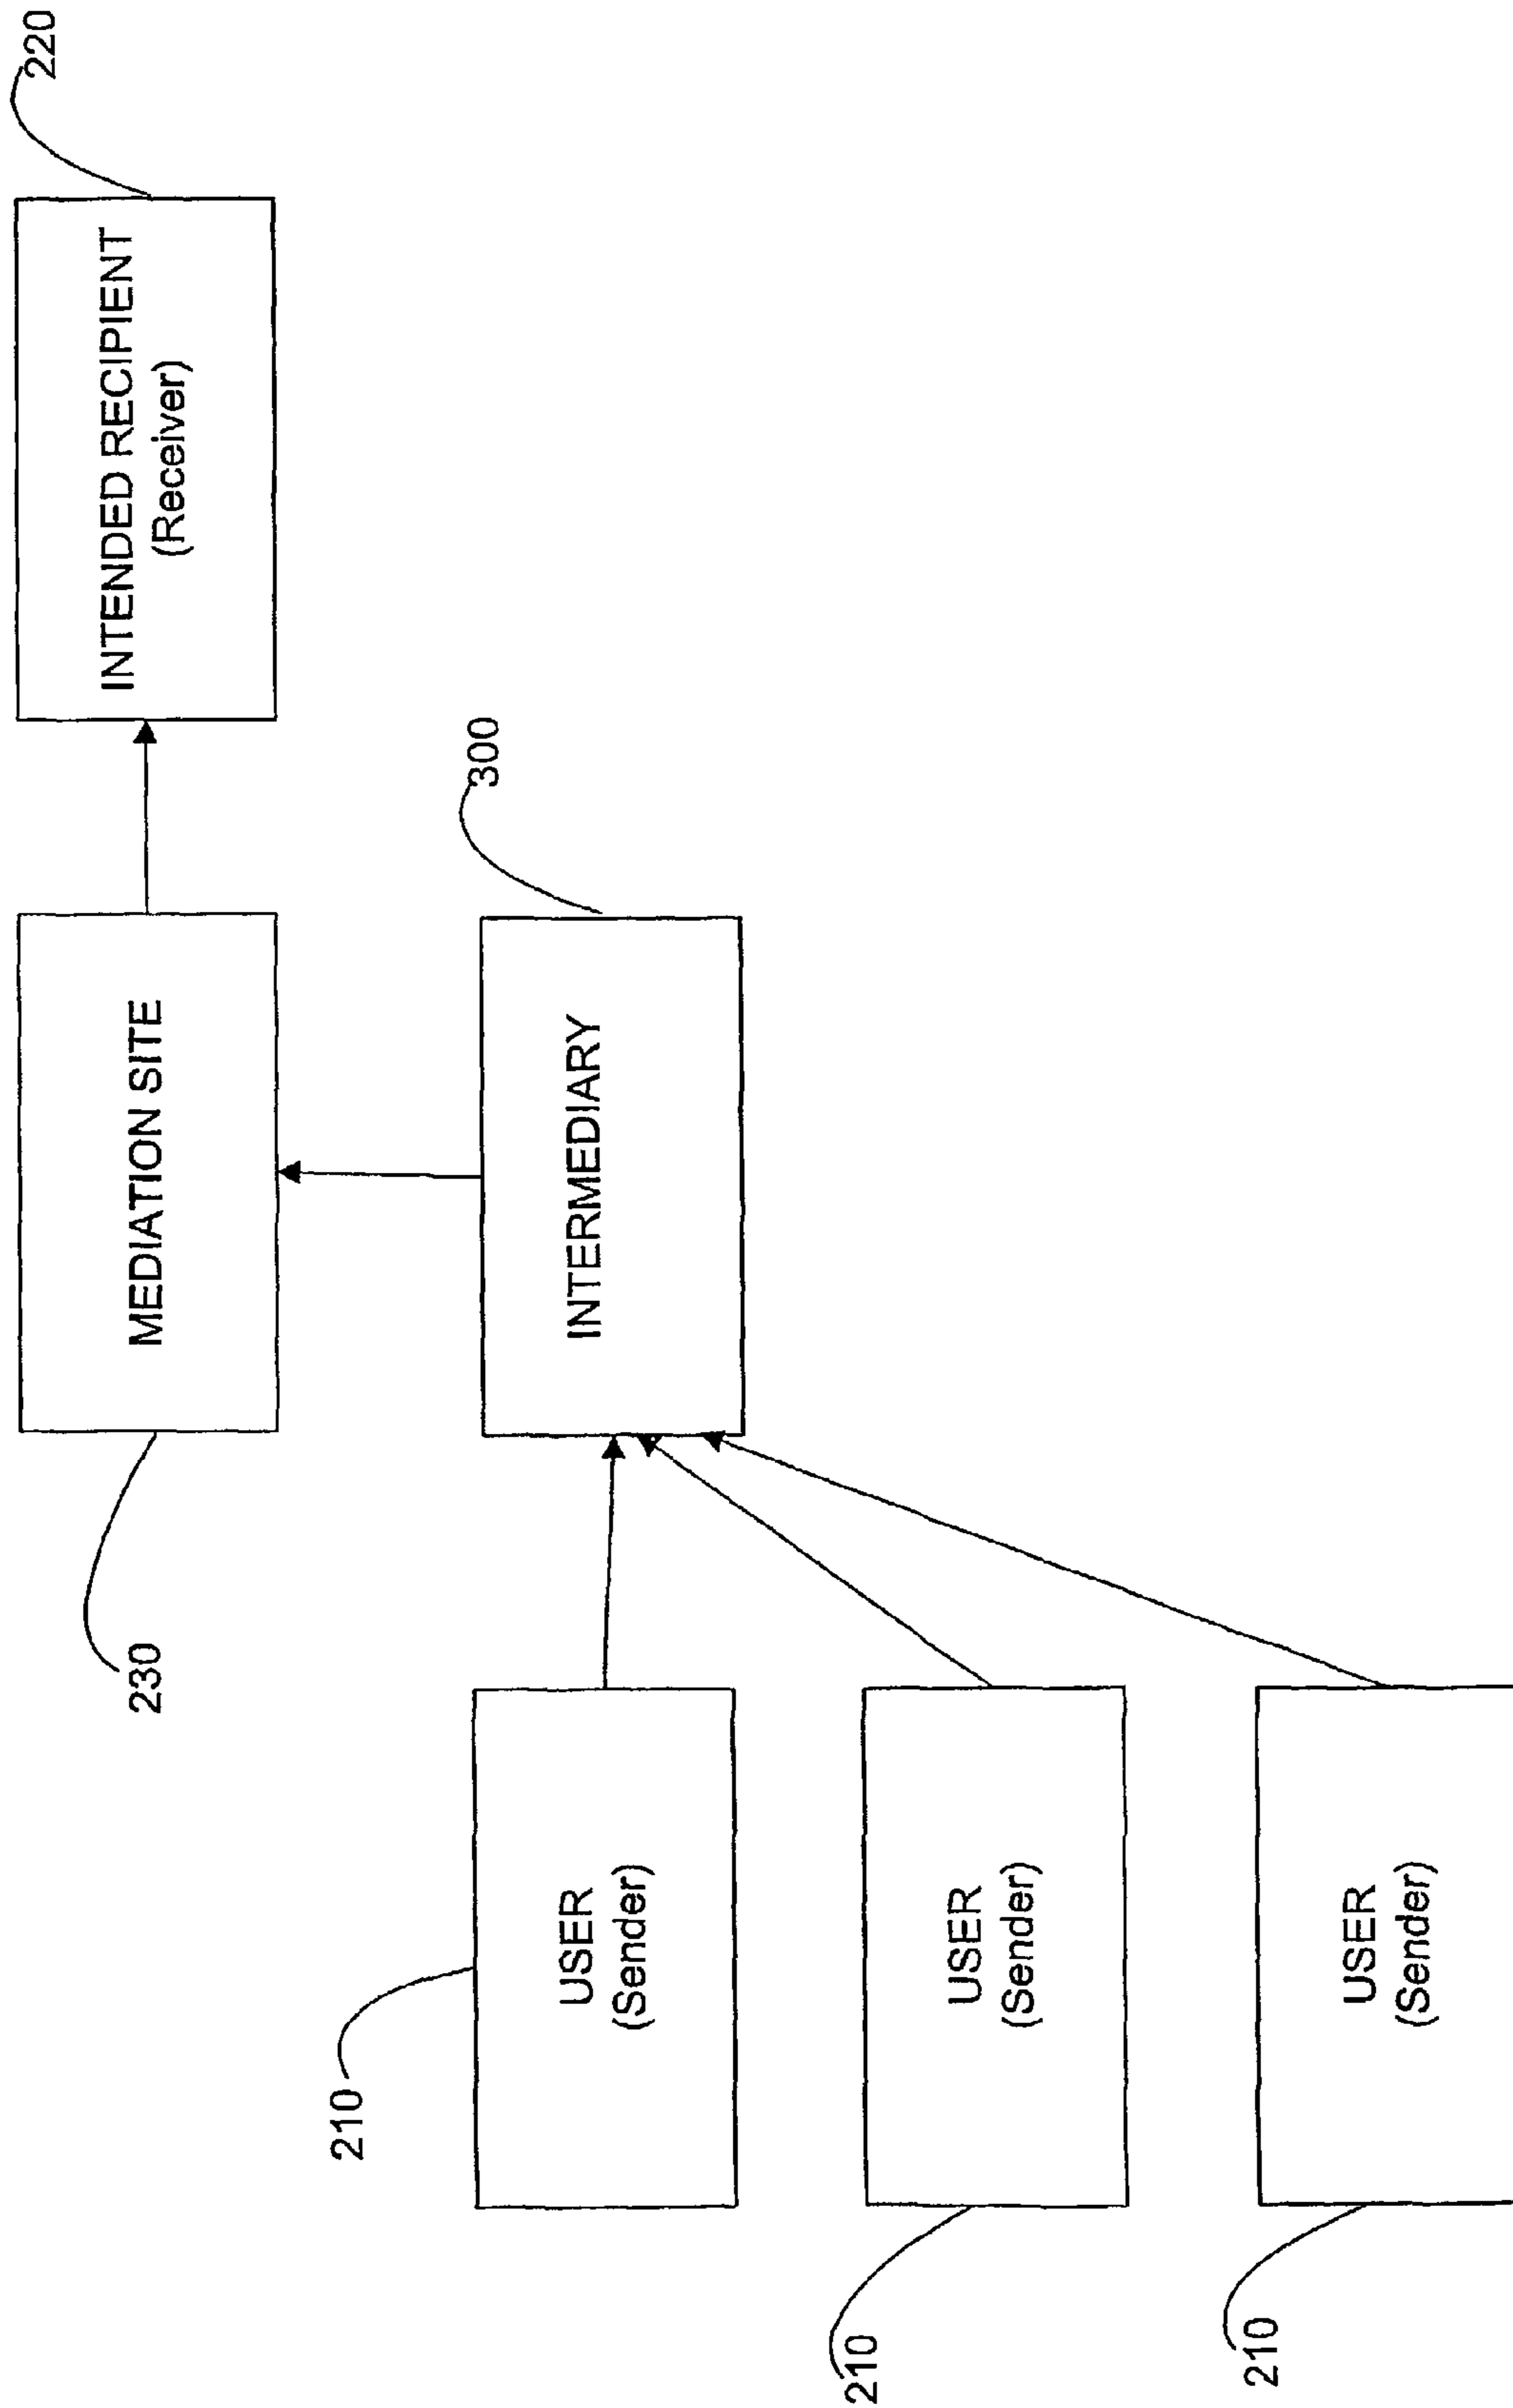 220
INTENDED RECIPIENT
(Receiver)
MEDIATION SITE
230
300
INTERMEDIARY
210
USER
(Sender)
210
USER
(Sender)
210
USER
(Sender)